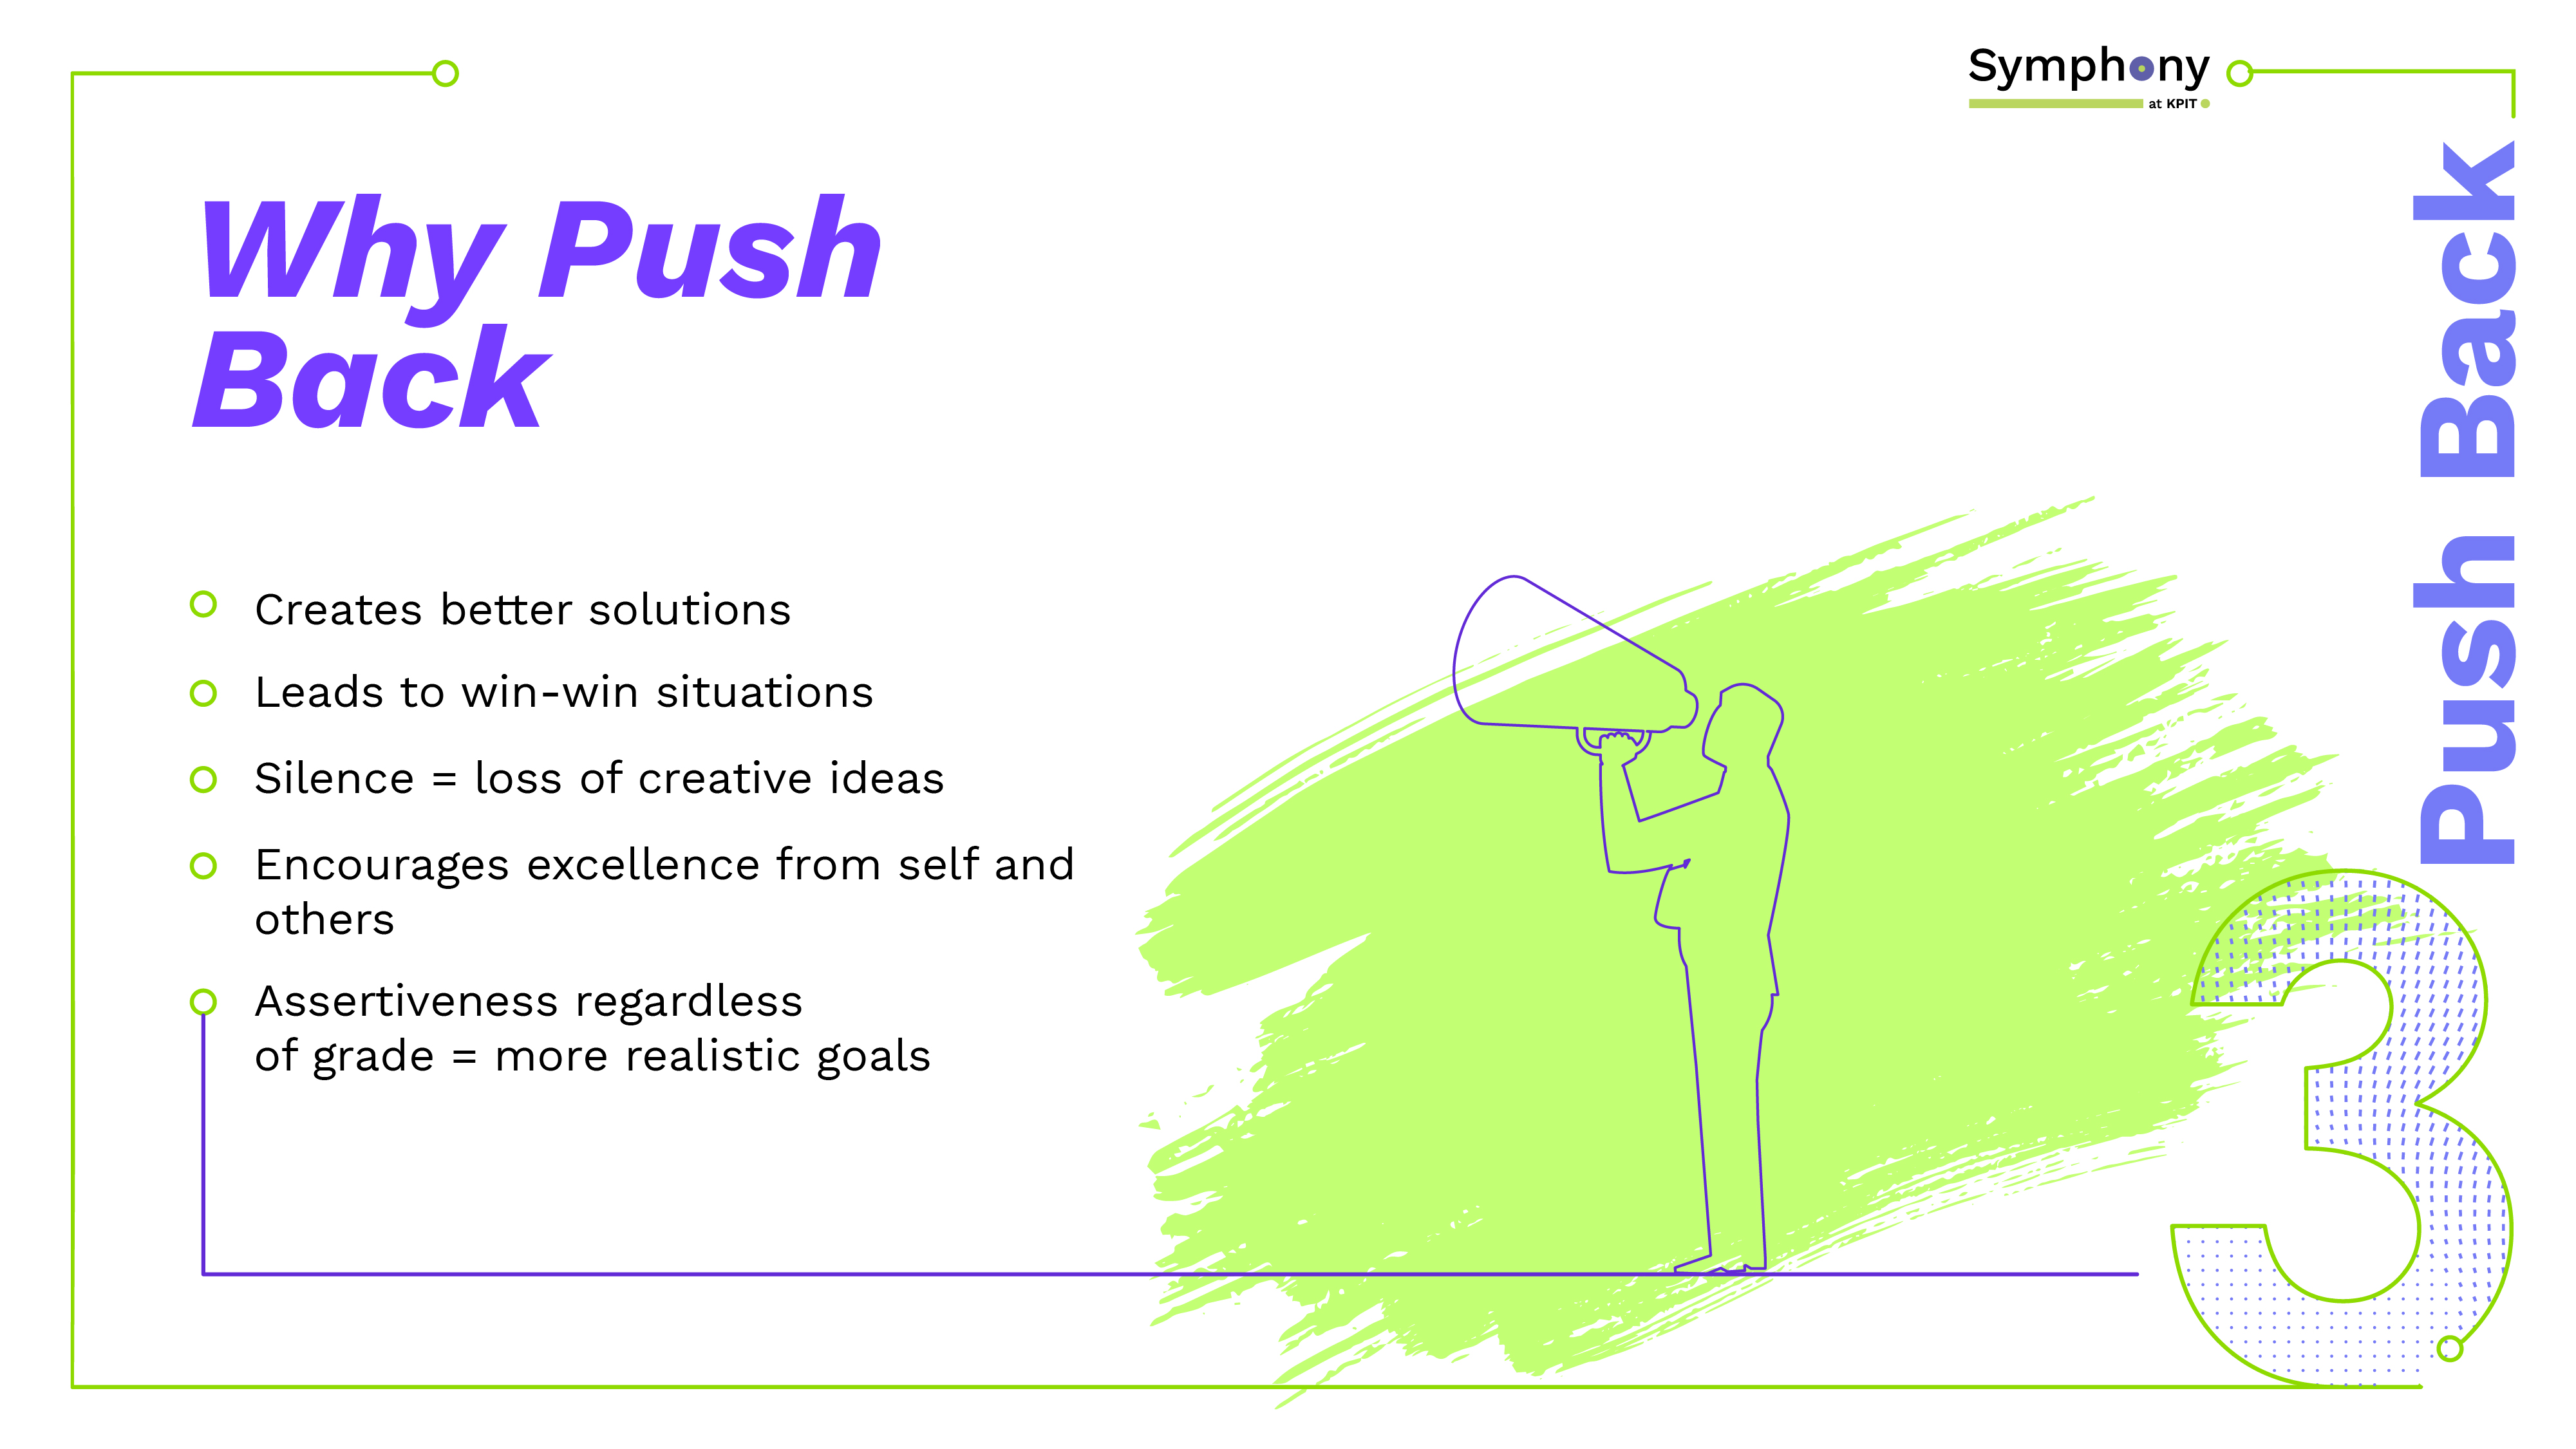 Symphony
at KPIT
Why Push
Back
Creates better solutions
Leads to win-win situations
Silence = loss of creative ideas
Encourages excellence from self and
others
Assertiveness regardless
of grade = more realistic goals
Push Back
3